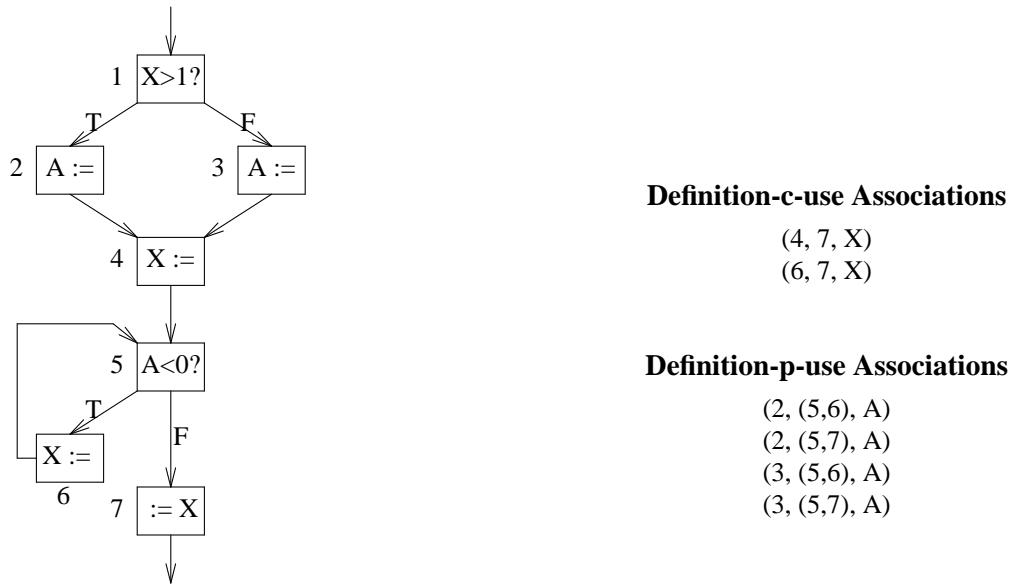 1 X>1?
T F
2 A :=
3 A :=
4 X :=
5 A<0?
T
F
X :=
6
7 := X
Definition-c-use Associations
(4, 7, X)
(6, 7, X)
Definition-p-use Associations
(2, (5,6), A)
(2, (5,7), A)
(3, (5,6), A)
(3, (5,7), A)